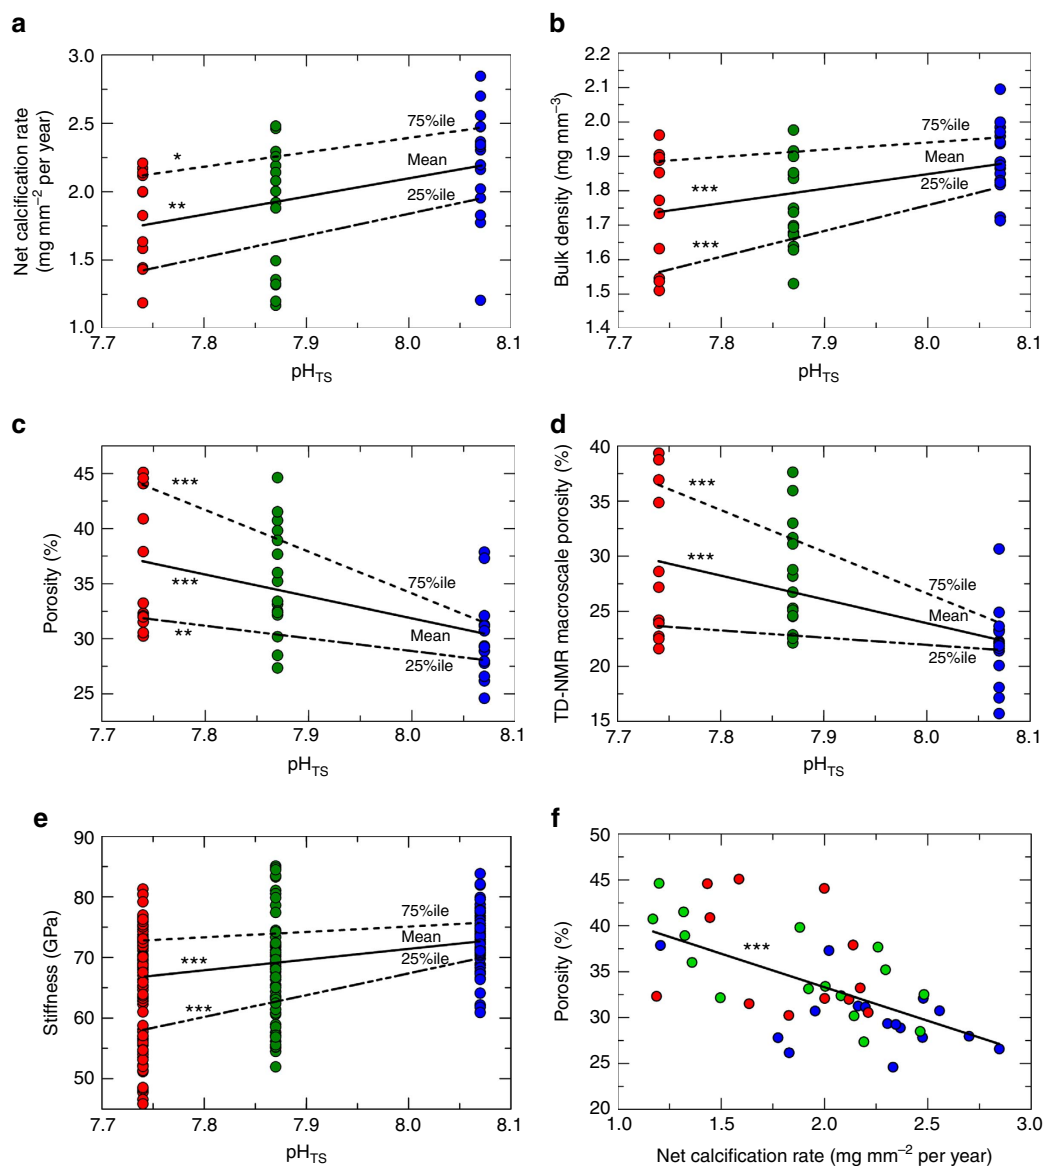 a
3.0
2.5
2.0
1.5
1.0
Net calcification rate
(mg mm–2 per year)
75%ile
*
Mean
**
25%ile
7.7
7.8
7.9
8.0
8.1
pHTS
b
2.2
2.1
2.0
1.9
1.8
1.7
1.6
1.5
1.4
Bulk density (mg mm–3)
75%ile
Mean
***
25%ile
***
7.7
7.8
7.9
8.0
8.1
pHTS
c
45
40
35
30
25
Porosity (%)
***
***
75%ile
**
Mean
25%ile
7.7
7.8
7.9
8.0
8.1
pHTS
d
40
35
30
25
20
15
TD-NMR macroscale porosity (%)
***
***
75%ile
Mean
25%ile
7.7
7.8
7.9
8.0
8.1
pHTS
e
90
80
70
60
50
Stiffness (GPa)
75%ile
Mean
***
25%ile
***
7.7
7.8
7.9
8.0
8.1
pHTS
f
50
45
40
35
30
25
20
Porosity (%)
***
1.0
1.5
2.0
2.5
3.0
Net calcification rate (mg mm–2 per year)